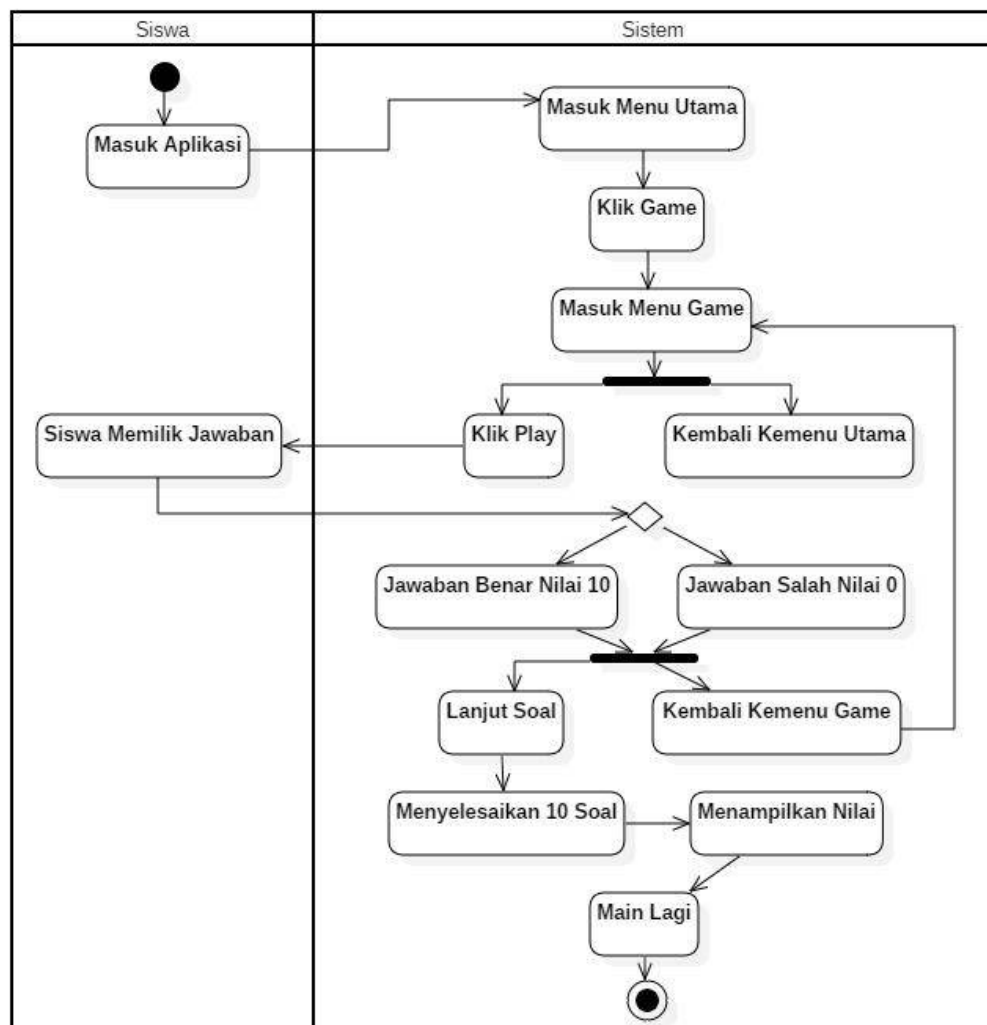 Siswa
Sistem
Masuk Menu Utama
Masuk Aplikasi
Klik Game
Masuk Menu Game
Siswa Memilik Jawaban
Klik Play
Kembali Kemenu Utama
Jawaban Benar Nilai 10
Jawaban Salah Nilai 0
Lanjut Soal
Kembali Kemenu Game
Menyelesaikan 10 Soal
Menampilkan Nilai
Main Lagi